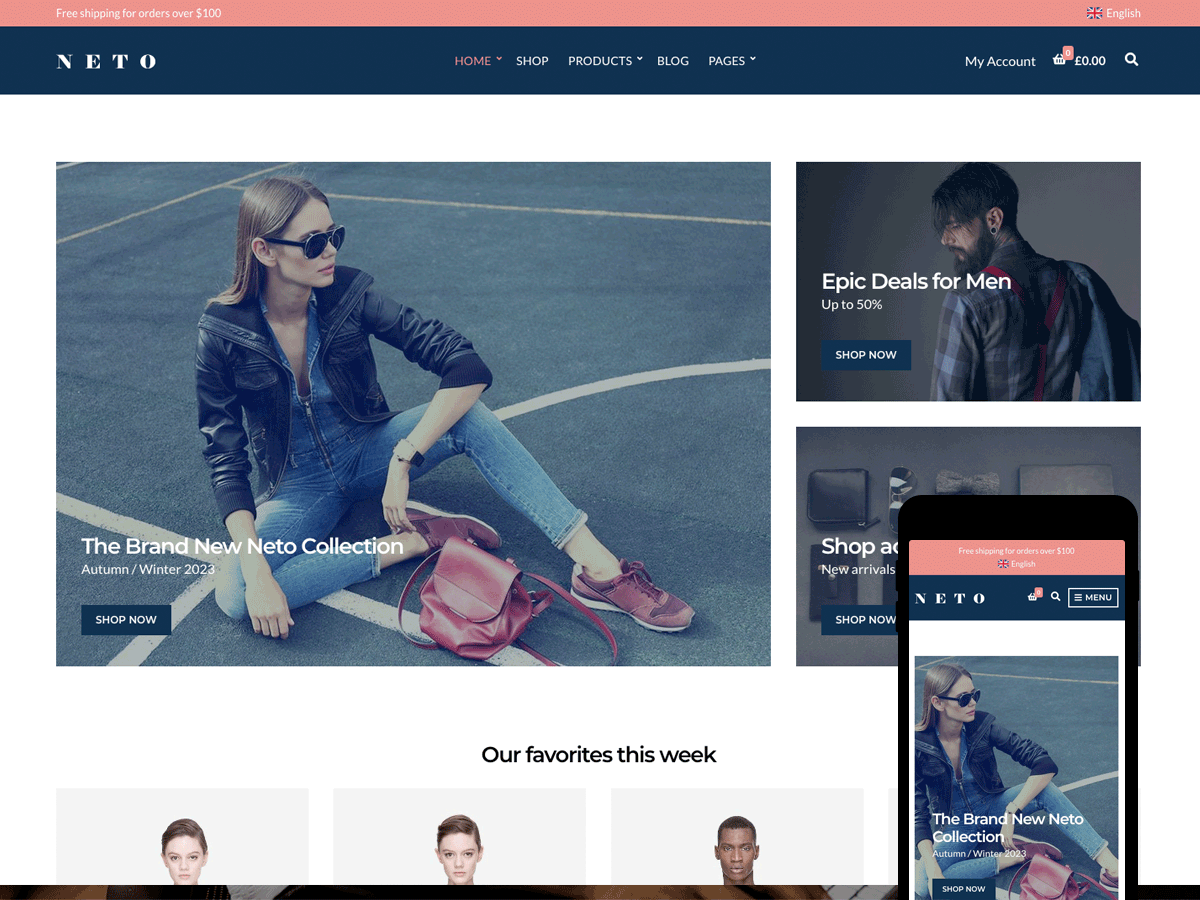 Free shipping for orders over $100
English
NETO
HOME
SHOP
PRODUCTS
BLOG
PAGES
My Account
0
£0.00
The Brand New Neto Collection
Autumn / Winter 2023
SHOP NOW
Epic Deals for Men
Up to 50%
SHOP NOW
Shop ac
New arrivals
SHOP NOW
Our favorites this week
Free shipping for orders over $100
English
NETO
0
MENU
The Brand New Neto
Collection
Autumn / Winter 2023
SHOP NOW